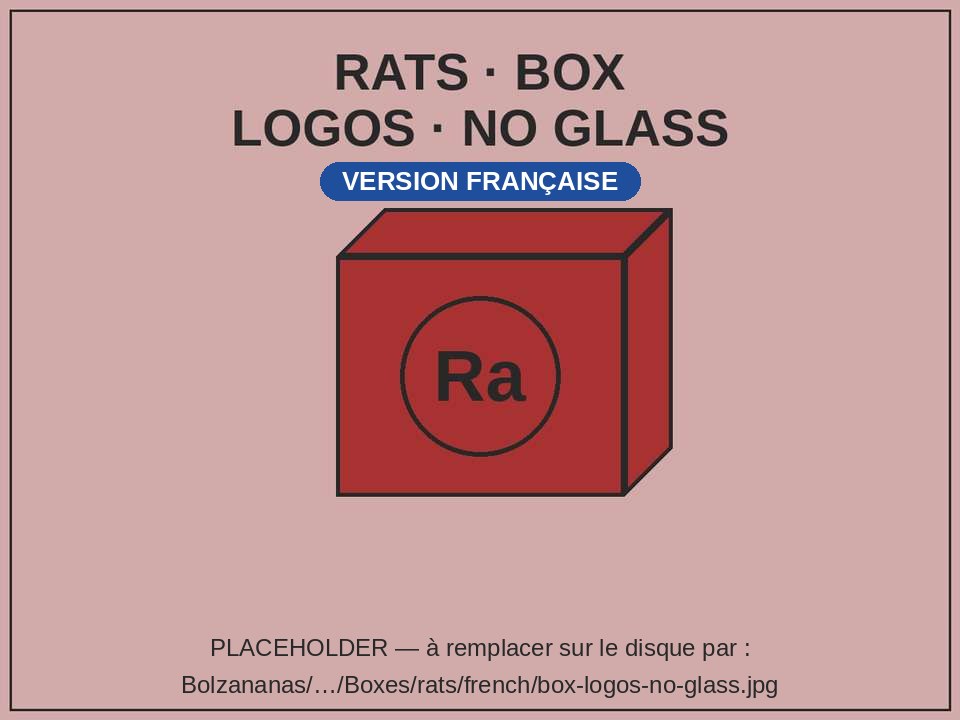 RATS · BOX
LOGOS · NO GLASS
VERSION FRANÇAISE
Ra
PLACEHOLDER — à remplacer sur le disque par :
Bolzananas/…/Boxes/rats/french/box-logos-no-glass.jpg